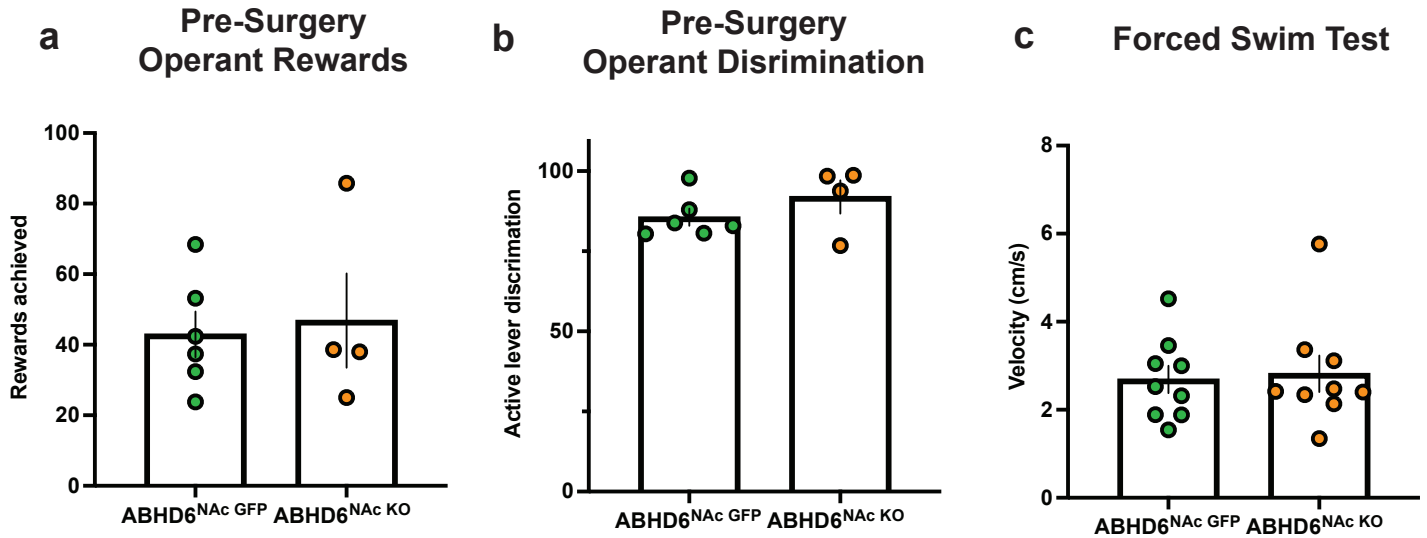 a
Pre-Surgery
Operant Rewards
100
80
60
40
20
0
Rewards achieved
ABHD6NAc GFP
ABHD6NAc KO
b
Pre-Surgery
Operant Disrimination
100
50
0
Active lever discrimation
ABHD6NAc GFP
ABHD6NAc KO
c
Forced Swim Test
8
6
4
2
0
Velocity (cm/s)
ABHD6NAc GFP
ABHD6NAc KO